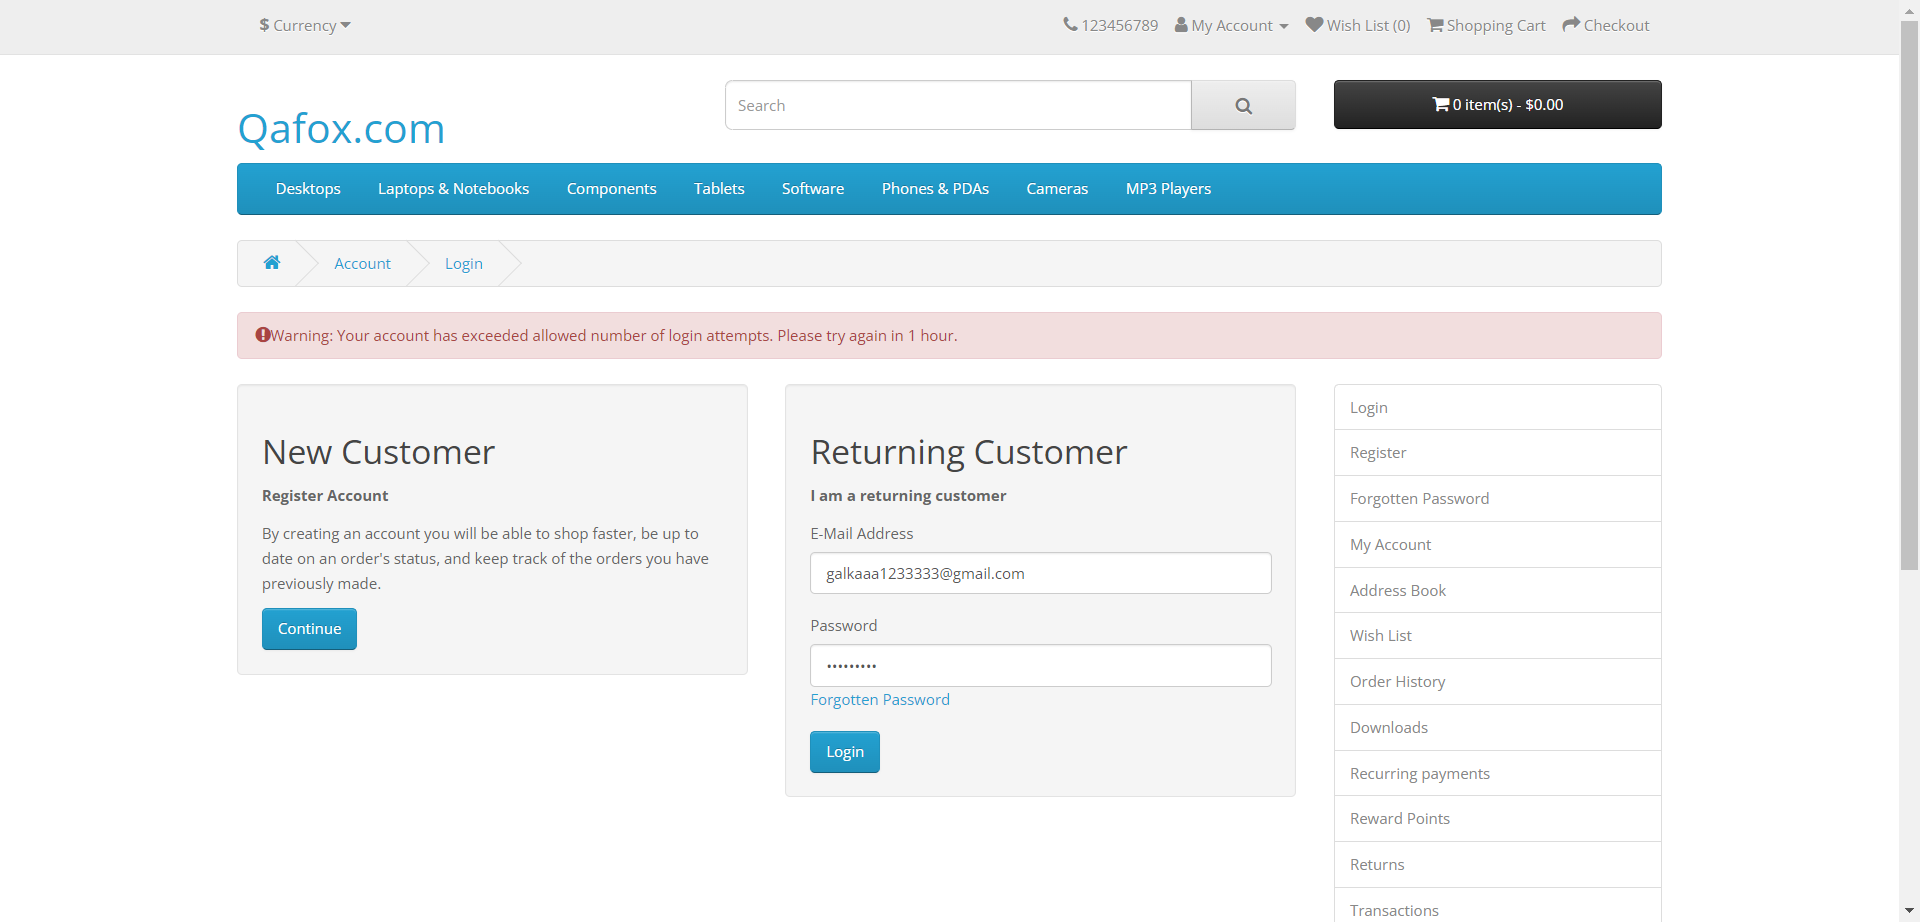 $ Currency
123456789 My Account Wish List (0) Shopping Cart Checkout
Qafox.com
Search
0 item(s) - $0.00
Desktops Laptops & Notebooks Components Tablets Software Phones & PDAs Cameras MP3 Players
Account Login
Warning: Your account has exceeded allowed number of login attempts. Please try again in 1 hour.
New Customer
Register Account
By creating an account you will be able to shop faster, be up to
date on an order's status, and keep track of the orders you have
previously made.
Continue
Returning Customer
I am a returning customer
E-Mail Address
galkaaa1233333@gmail.com
Password
•••••••••
Forgotten Password
Login
Login
Register
Forgotten Password
My Account
Address Book
Wish List
Order History
Downloads
Recurring payments
Reward Points
Returns
Transactions